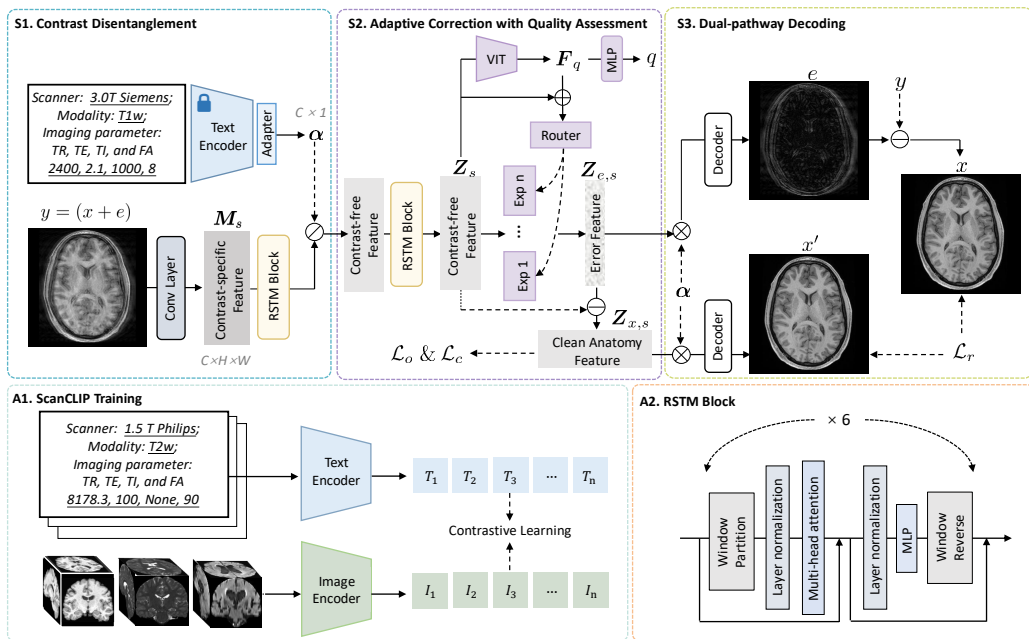 S1. Contrast Disentanglement
Scanner: 3.0T Siemens;
Modality: T1w;
Imaging parameter:
TR, TE, TI, and FA
2400, 2.1, 1000, 8
Text
Encoder
Adapter
C × 1
α
y = (x + e)
Conv Layer
M_s
Contrast-specific
Feature
C×H×W
RSTM Block
S2. Adaptive Correction with Quality Assessment
VIT
F_q
MLP
q
Router
Z_s
Z_{e,s}
Contrast-free
Feature
RSTM Block
Contrast-free
Feature
Exp n
...
Exp 1
Error Feature
Z_{x,s}
Clean Anatomy
Feature
ℒ_o & ℒ_c
S3. Dual-pathway Decoding
e
y
Decoder
x
x′
α
Decoder
ℒ_r
A1. ScanCLIP Training
Scanner: 1.5 T Philips;
Modality: T2w;
Imaging parameter:
TR, TE, TI, and FA
8178.3, 100, None, 90
Text
Encoder
T_1 T_2 T_3 ... T_n
Contrastive Learning
Image
Encoder
I_1 I_2 I_3 ... I_n
A2. RSTM Block
× 6
Window
Partition
Layer normalization
Multi-head attention
Layer normalization
MLP
Window
Reverse